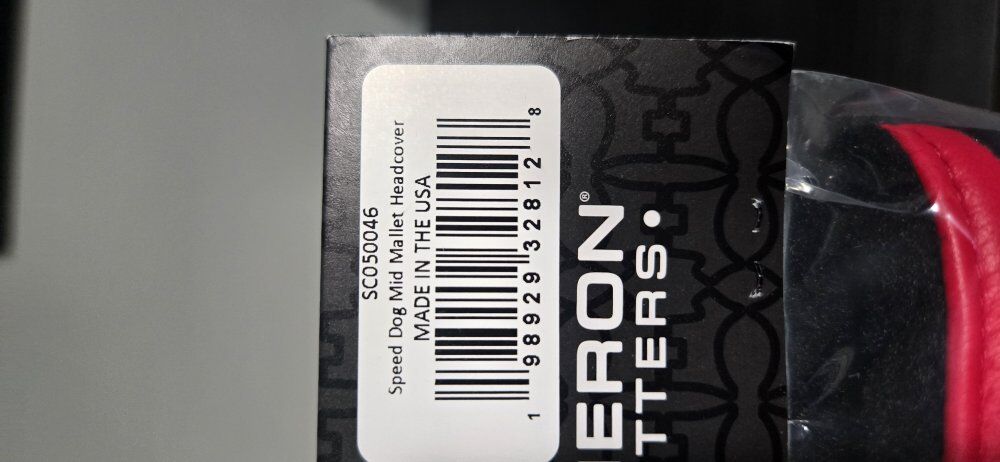 SC050046
Speed Dog Mid Mallet Headcover
MADE IN THE USA
1 98929 32812 8
ERON®
TTERS.